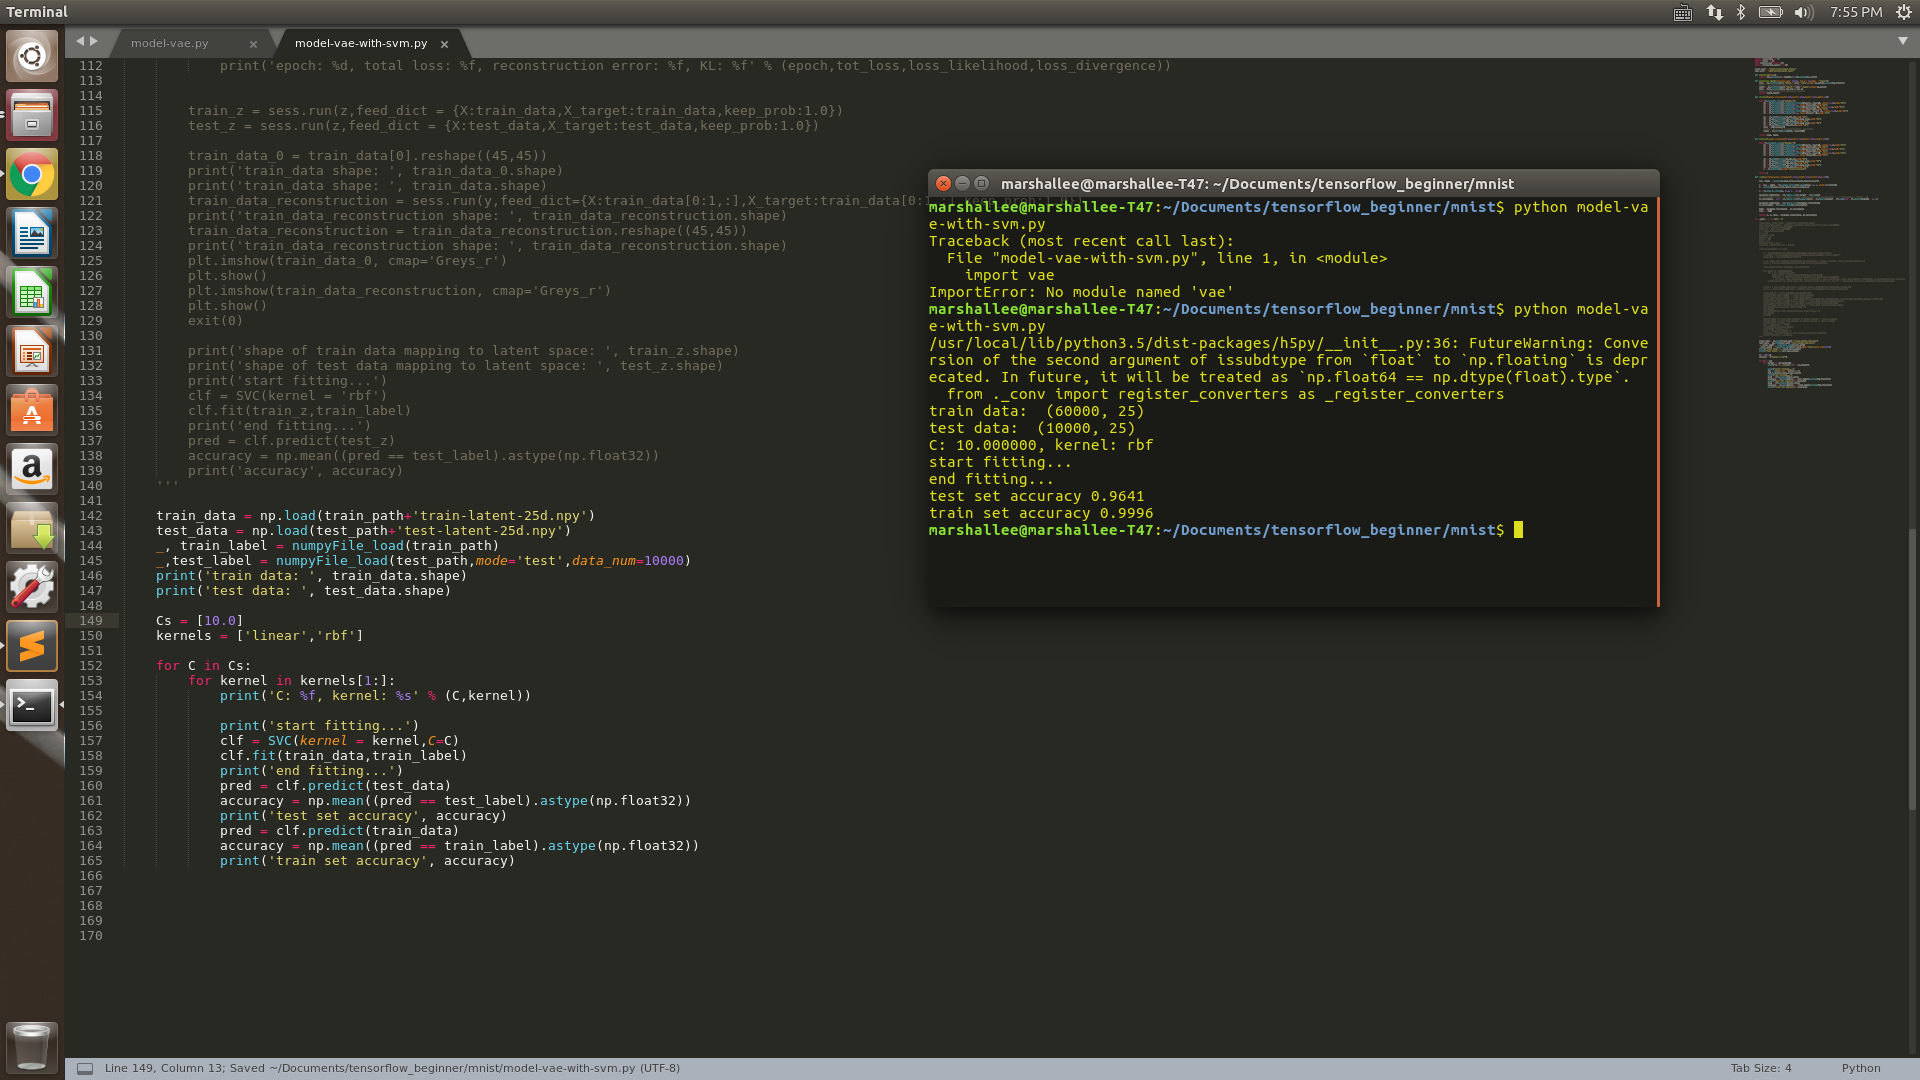 Terminal
7:55 PM
model-vae.py
model-vae-with-svm.py
112 print('epoch: %d, total loss: %f, reconstruction error: %f, KL: %f' % (epoch,tot_loss,loss_likelihood,loss_divergence))
113
114
115 train_z = sess.run(z,feed_dict = {X:train_data,X_target:train_data,keep_prob:1.0})
116 test_z = sess.run(z,feed_dict = {X:test_data,X_target:test_data,keep_prob:1.0})
117
118 train_data_0 = train_data[0].reshape((45,45))
119 print('train_data shape: ', train_data_0.shape)
120 print('train_data shape: ', train_data.shape)
121 train_data_reconstruction = sess.run(y,feed_dict={X:train_data[0:1,:],X_target:train_data[0:1
122 print('train_data_reconstruction shape: ', train_data_reconstruction.shape)
123 train_data_reconstruction = train_data_reconstruction.reshape((45,45))
124 print('train_data_reconstruction shape: ', train_data_reconstruction.shape)
125 plt.imshow(train_data_0, cmap='Greys_r')
126 plt.show()
127 plt.imshow(train_data_reconstruction, cmap='Greys_r')
128 plt.show()
129 exit(0)
130
131 print('shape of train data mapping to latent space: ', train_z.shape)
132 print('shape of test data mapping to latent space: ', test_z.shape)
133 print('start fitting...')
134 clf = SVC(kernel = 'rbf')
135 clf.fit(train_z,train_label)
136 print('end fitting...')
137 pred = clf.predict(test_z)
138 accuracy = np.mean((pred == test_label).astype(np.float32))
139 print('accuracy', accuracy)
140 '''
141
142 train_data = np.load(train_path+'train-latent-25d.npy')
143 test_data = np.load(test_path+'test-latent-25d.npy')
144 _, train_label = numpyFile_load(train_path)
145 _,test_label = numpyFile_load(test_path,mode='test',data_num=10000)
146 print('train data: ', train_data.shape)
147 print('test data: ', test_data.shape)
148
149 Cs = [10.0]
150 kernels = ['linear','rbf']
151
152 for C in Cs:
153 for kernel in kernels[1:]:
154 print('C: %f, kernel: %s' % (C,kernel))
155
156 print('start fitting...')
157 clf = SVC(kernel = kernel,C=C)
158 clf.fit(train_data,train_label)
159 print('end fitting...')
160 pred = clf.predict(test_data)
161 accuracy = np.mean((pred == test_label).astype(np.float32))
162 print('test set accuracy', accuracy)
163 pred = clf.predict(train_data)
164 accuracy = np.mean((pred == train_label).astype(np.float32))
165 print('train set accuracy', accuracy)
166
167
168
169
170
marshallee@marshallee-T47: ~/Documents/tensorflow_beginner/mnist
marshallee@marshallee-T47:~/Documents/tensorflow_beginner/mnist$ python model-va
e-with-svm.py
Traceback (most recent call last):
File "model-vae-with-svm.py", line 1, in <module>
import vae
ImportError: No module named 'vae'
marshallee@marshallee-T47:~/Documents/tensorflow_beginner/mnist$ python model-va
e-with-svm.py
/usr/local/lib/python3.5/dist-packages/h5py/__init__.py:36: FutureWarning: Conve
rsion of the second argument of issubdtype from `float` to `np.floating` is depr
ecated. In future, it will be treated as `np.float64 == np.dtype(float).type`.
from ._conv import register_converters as _register_converters
train data:  (60000, 25)
test data:  (10000, 25)
C: 10.000000, kernel: rbf
start fitting...
end fitting...
test set accuracy 0.9641
train set accuracy 0.9996
marshallee@marshallee-T47:~/Documents/tensorflow_beginner/mnist$
Line 149, Column 13; Saved ~/Documents/tensorflow_beginner/mnist/model-vae-with-svm.py (UTF-8)
Tab Size: 4
Python